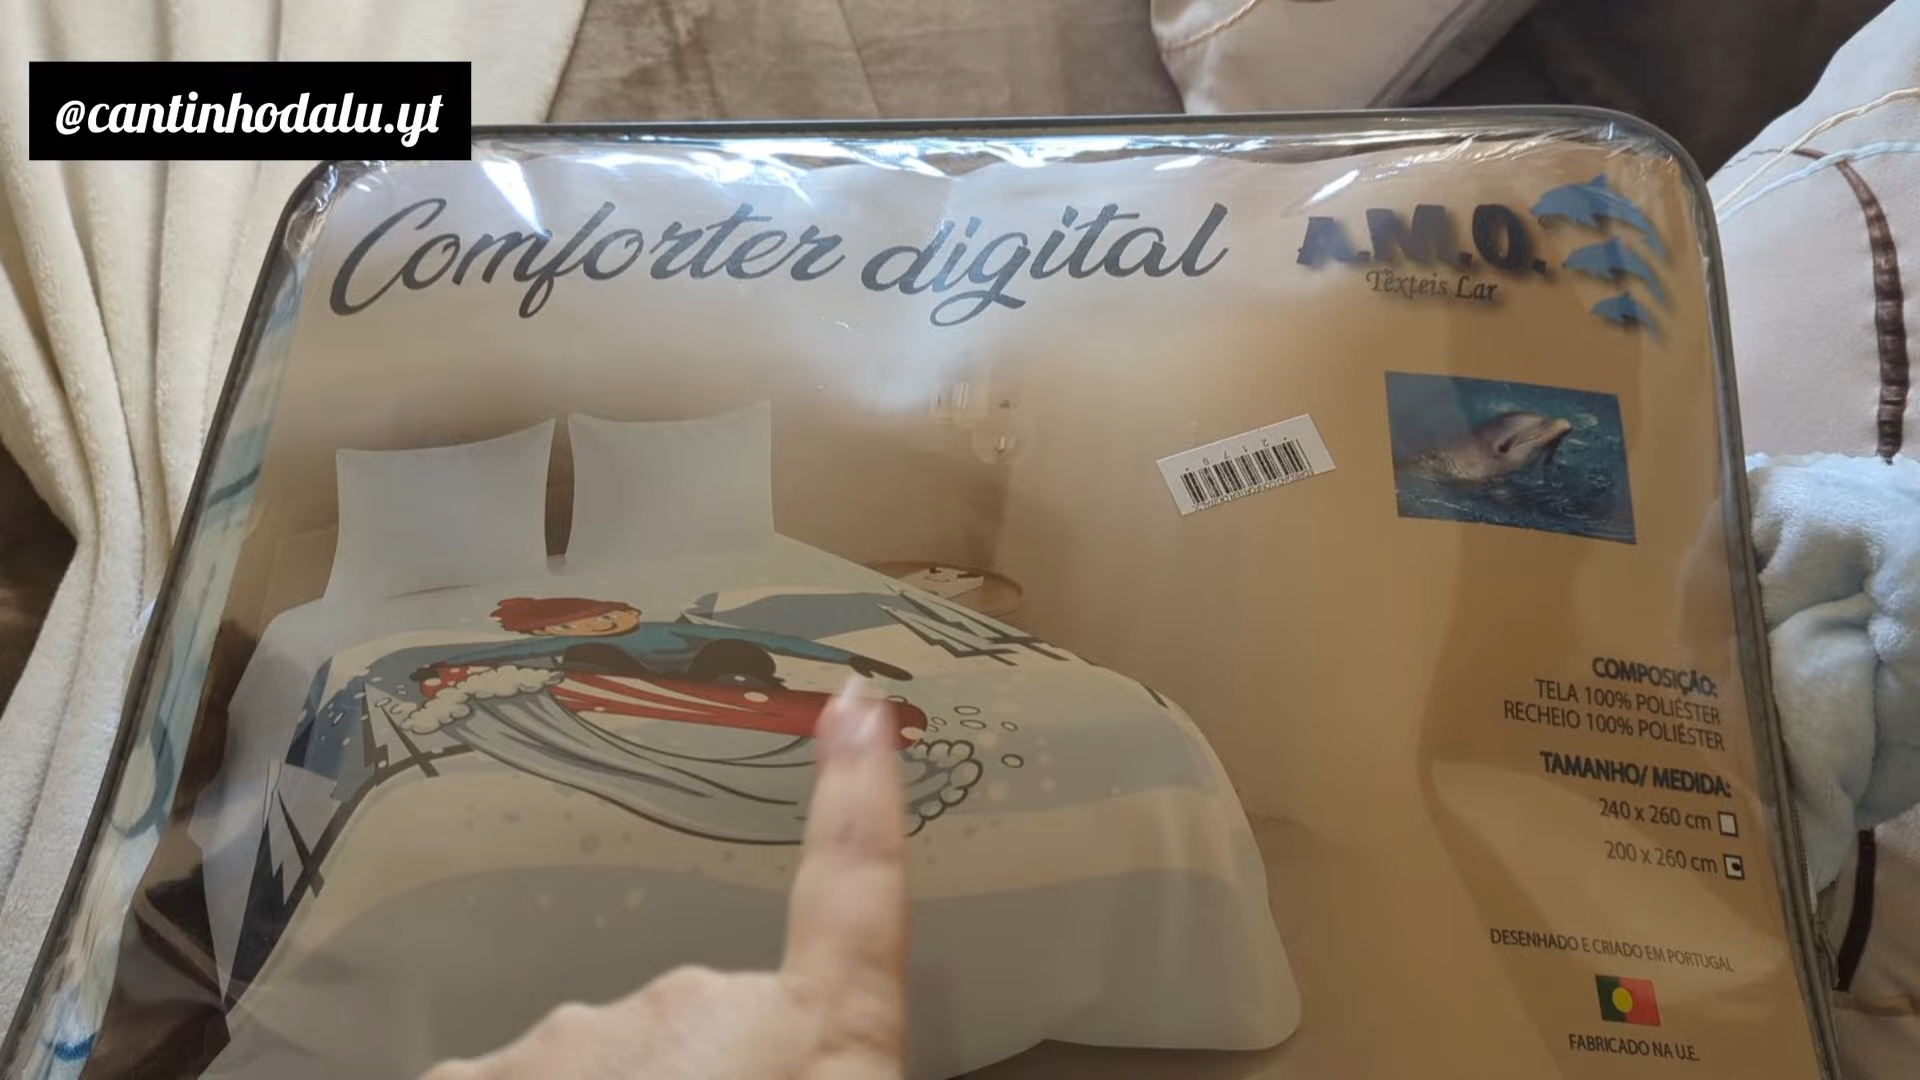 @cantinhodalu.yt
Comforter digital
A.M.O.
Têxteis Lar
COMPOSIÇÃO:
TELA 100% POLIÉSTER
RECHEIO 100% POLIÉSTER
TAMANHO/ MEDIDA:
240 x 260 cm
200 x 260 cm
DESENHADO E CRIADO EM PORTUGAL
FABRICADO NA U.E.